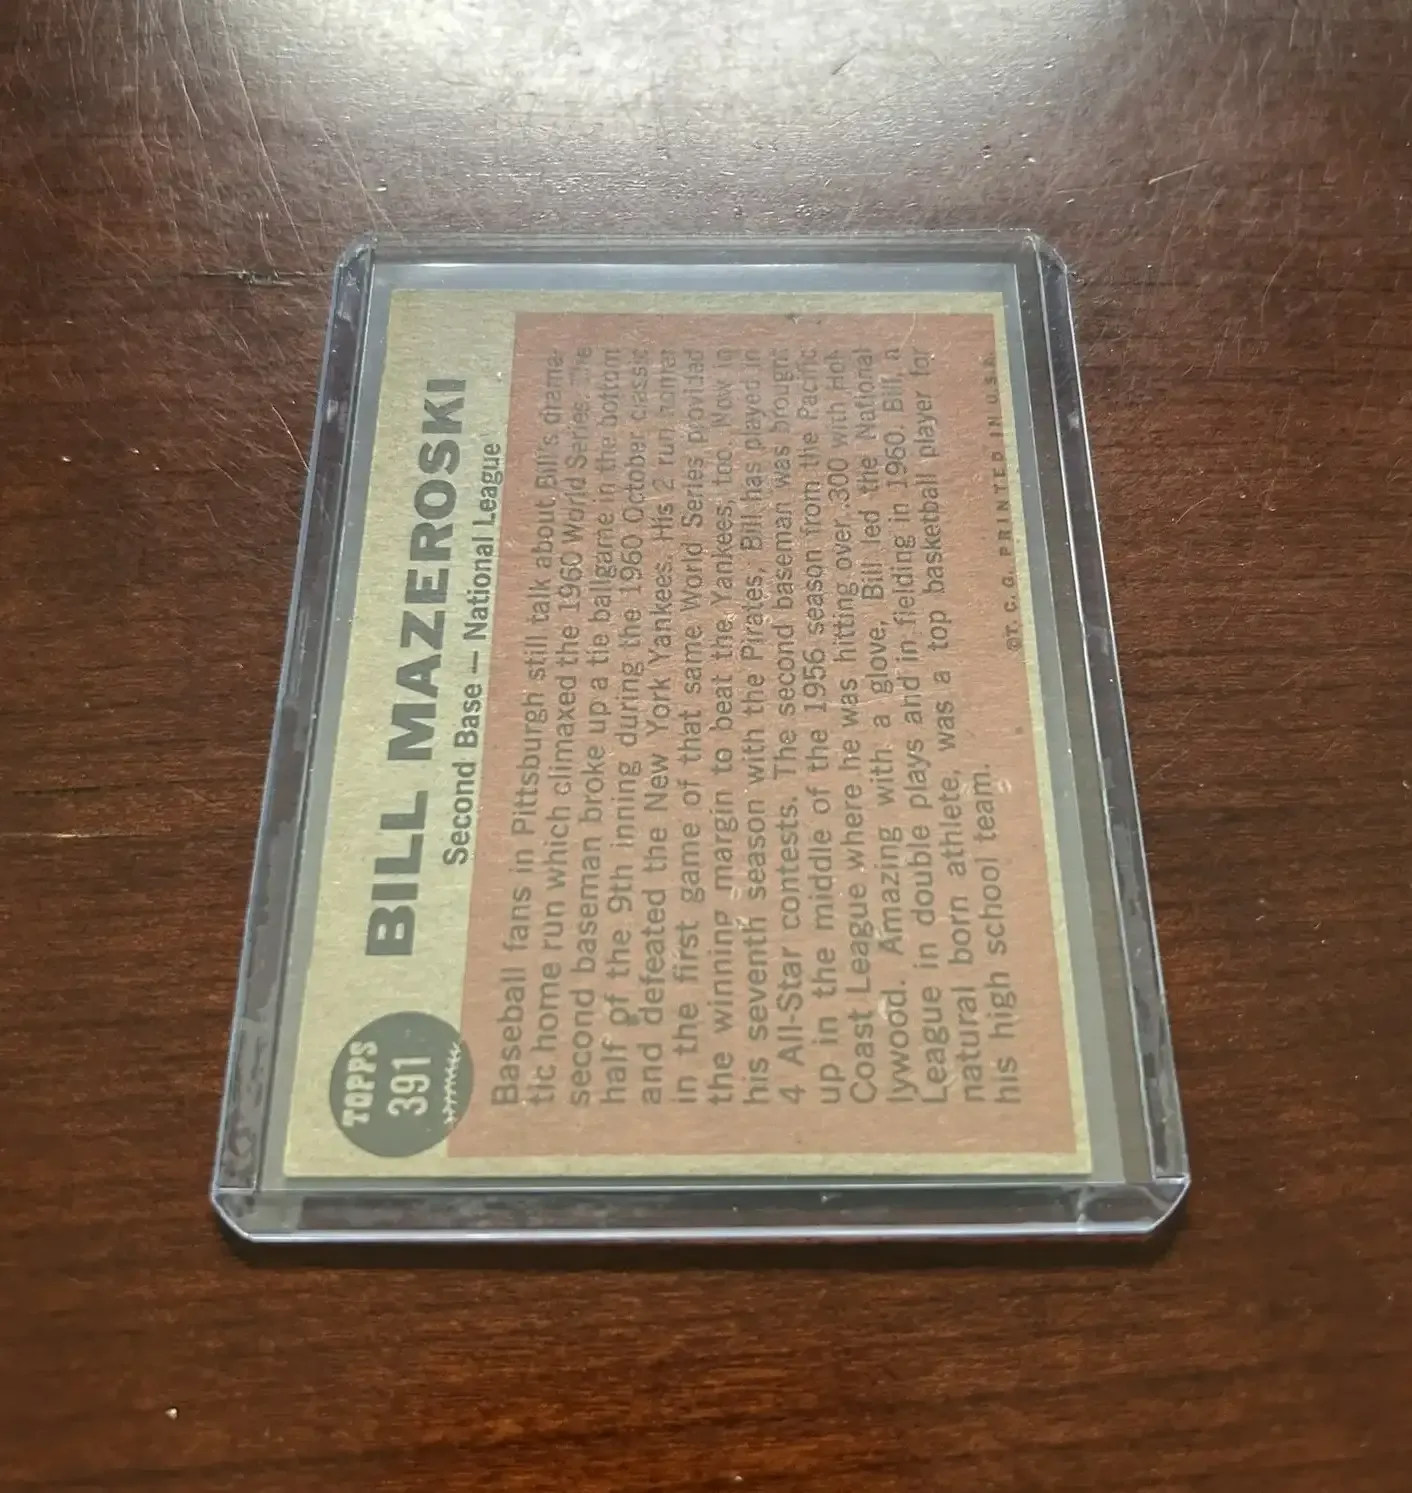 TOPPS
391
BILL MAZEROSKI
Second Base — National League
Baseball fans in Pittsburgh still talk about Bill's drama-
tic home run which climaxed the 1960 World Series. The
second baseman broke up a tie ballgame in the bottom
half of the 9th inning during the 1960 October classic
and defeated the New York Yankees. His 2 run homer
in the first game of that same World Series provided
the winning margin to beat the Yankees, too. Now in
his seventh season with the Pirates, Bill has played in
4 All-Star contests. The second baseman was brought
up in the middle of the 1956 season from the Pacific
Coast League where he was hitting over .300 with Hol-
lywood. Amazing with a glove, Bill led the National
League in double plays and in fielding in 1960. Bill, a
natural born athlete, was a top basketball player for
his high school team.
©T. C. G. PRINTED IN U.S.A.